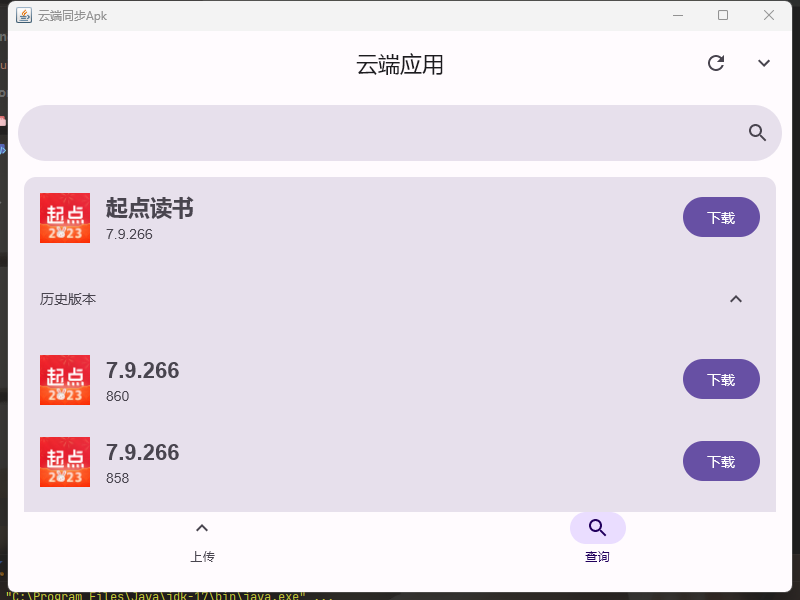 云端同步Apk
云端应用
起点
2023
起点读书
7.9.266
下载
历史版本
起点
2023
7.9.266
860
下载
起点
2023
7.9.266
858
下载
上传
查询
"C:\Program Files\Java\jdk-17\bin\java.exe" ...